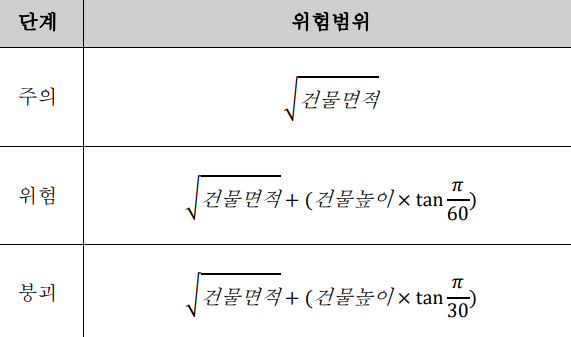 단계 위험범위
주의 √건물면적
위험 √건물면적 + (건물높이 × tan π/60)
붕괴 √건물면적 + (건물높이 × tan π/30)